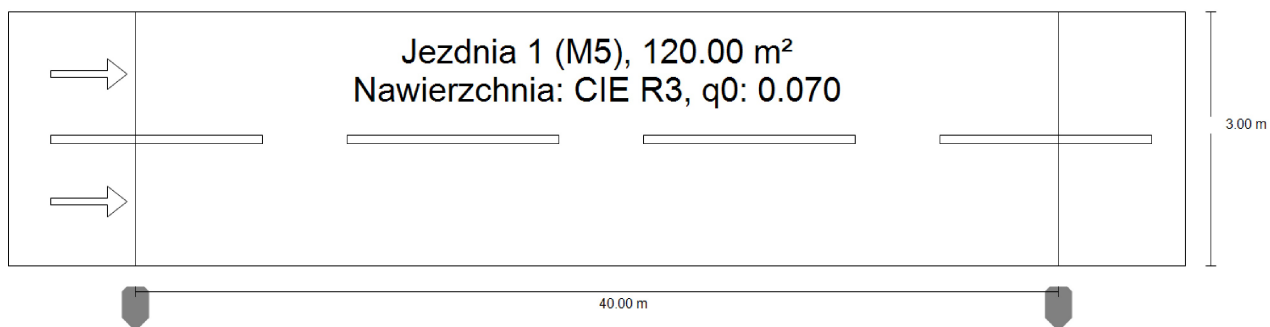 Jezdnia 1 (M5), 120.00 m²
Nawierzchnia: CIE R3, q0: 0.070
3.00 m
40.00 m